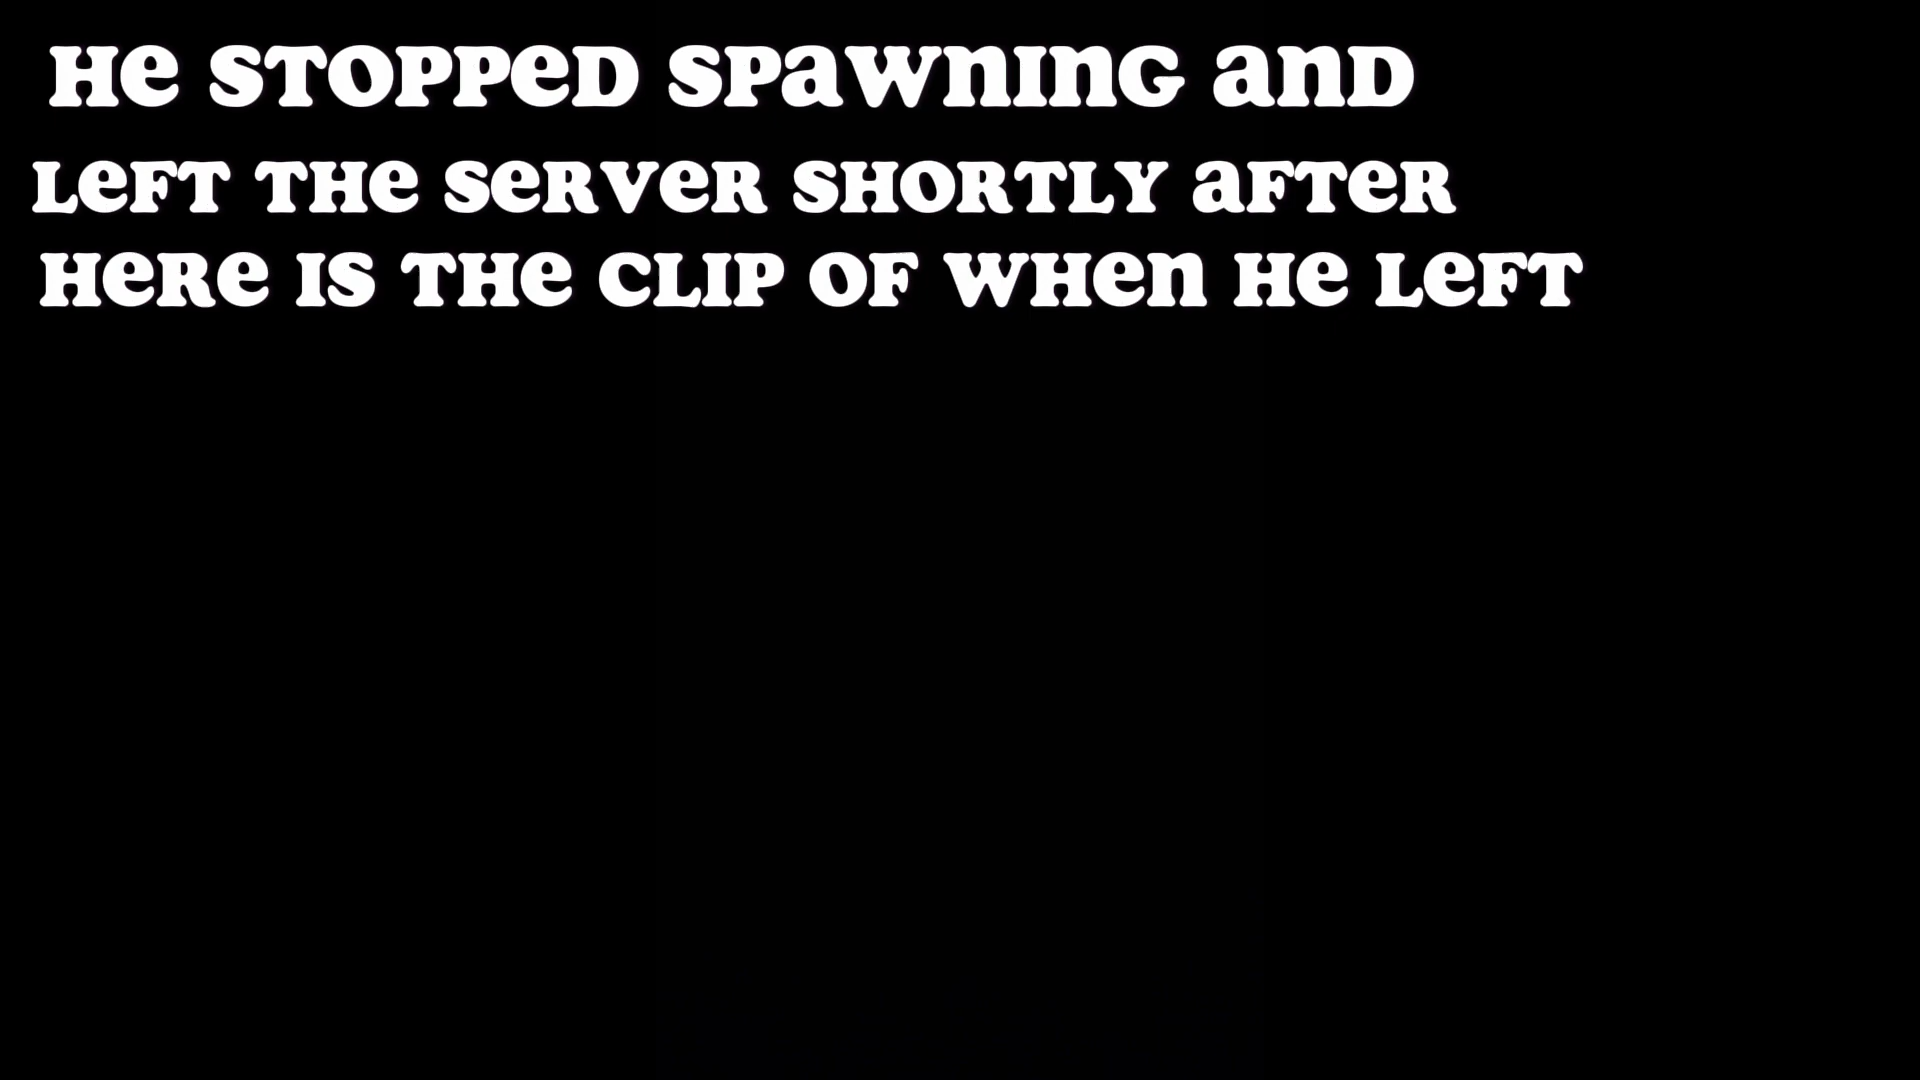 He STOPPeD SPawnInG anD
LeFT THe SeRVeR SHORTLY aFTeR
HeRe IS THe CLIP OF WHen He LeFT